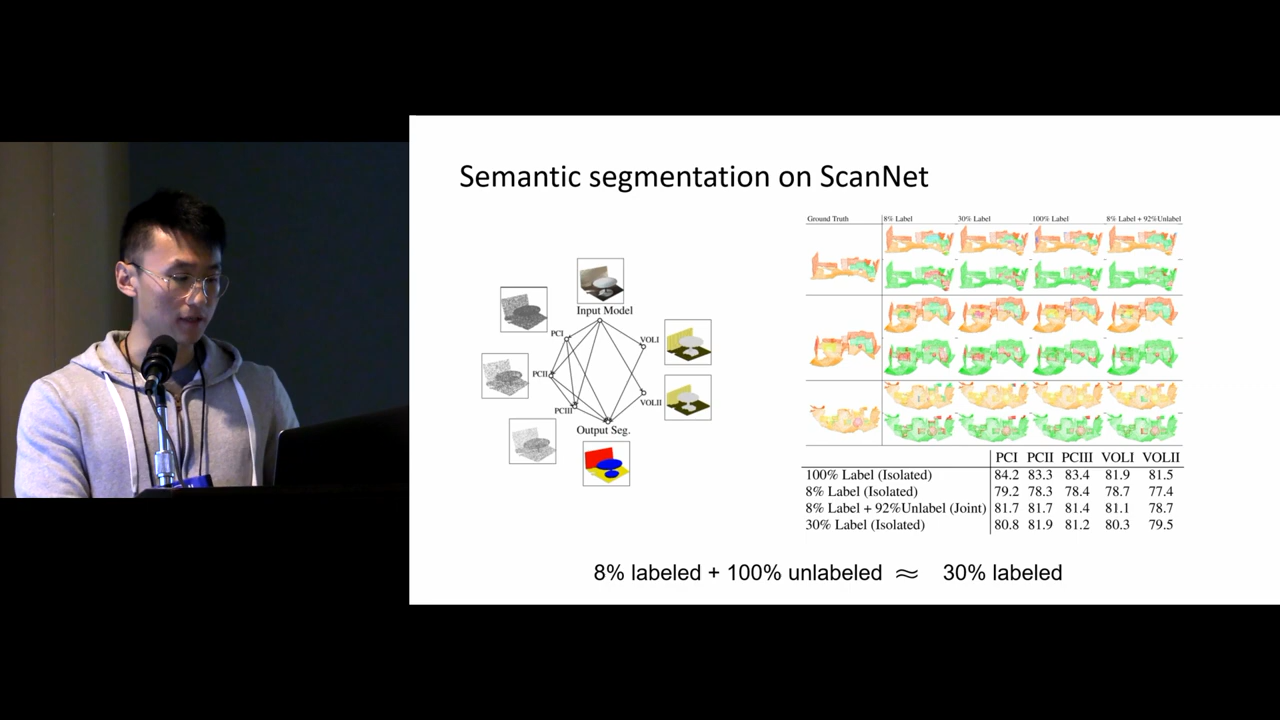 Semantic segmentation on ScanNet
Input Model
PCI
VOLI
PCII
VOLII
PCIII
Output Seg.
Ground Truth 8% Label 30% Label 100% Label 8% Label + 92%Unlabel
PCI PCII PCIII VOLI VOLII
100% Label (Isolated) 84.2 83.3 83.4 81.9 81.5
8% Label (Isolated) 79.2 78.3 78.4 78.7 77.4
8% Label + 92%Unlabel (Joint) 81.7 81.7 81.4 81.1 78.7
30% Label (Isolated) 80.8 81.9 81.2 80.3 79.5
8% labeled + 100% unlabeled ≈ 30% labeled